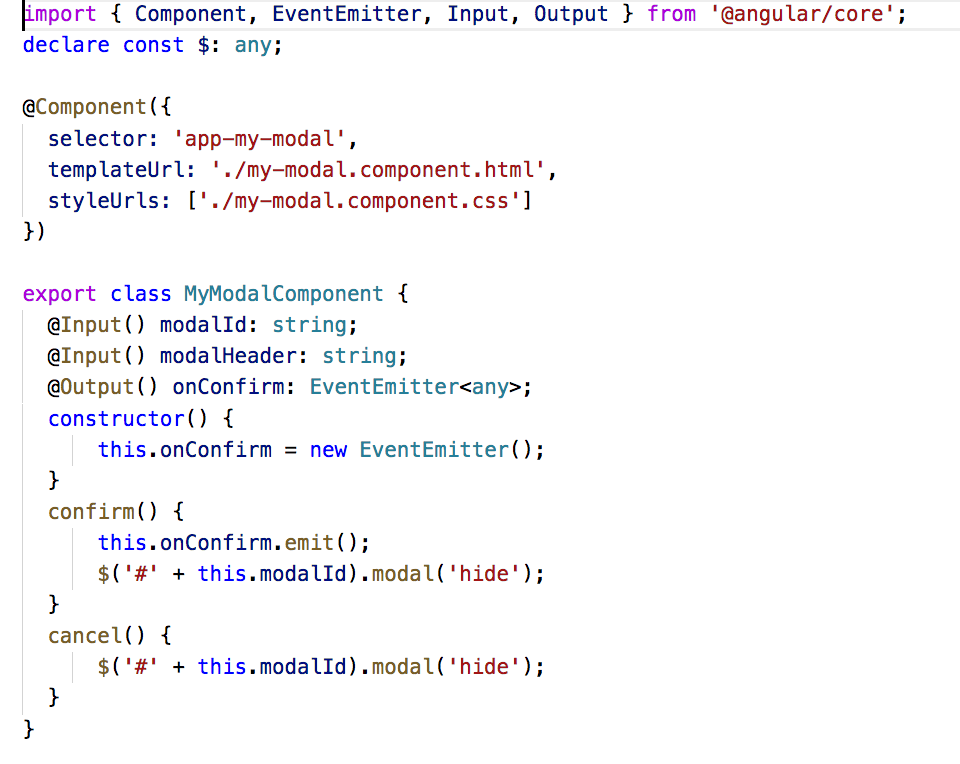 import { Component, EventEmitter, Input, Output } from '@angular/core';
declare const $: any;
@Component({
selector: 'app-my-modal',
templateUrl: './my-modal.component.html',
styleUrls: ['./my-modal.component.css']
})
export class MyModalComponent {
@Input() modalId: string;
@Input() modalHeader: string;
@Output() onConfirm: EventEmitter<any>;
constructor() {
this.onConfirm = new EventEmitter();
}
confirm() {
this.onConfirm.emit();
$('#' + this.modalId).modal('hide');
}
cancel() {
$('#' + this.modalId).modal('hide');
}
}